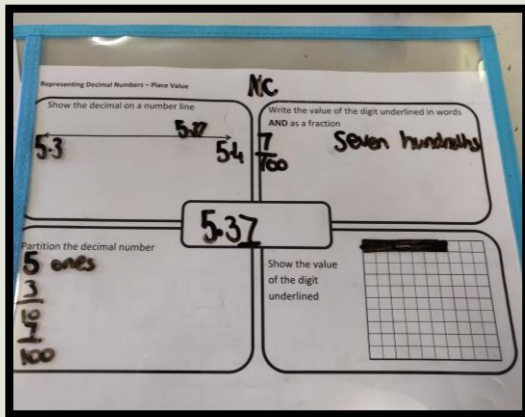 NC
Representing Decimal Numbers – Place Value
Show the decimal on a number line
5.37
5.3
5.4
Write the value of the digit underlined in words
AND as a fraction
7
100
Seven hundredths
5.37
Partition the decimal number
5 ones
3
10
7
100
Show the value
of the digit
underlined